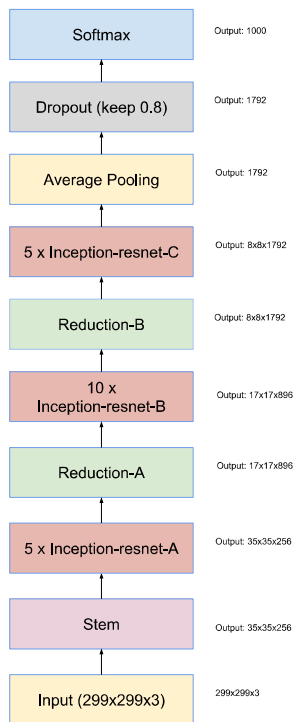 Softmax
Output: 1000
Dropout (keep 0.8)
Output: 1792
Average Pooling
Output: 1792
5 x Inception-resnet-C
Output: 8x8x1792
Reduction-B
Output: 8x8x1792
10 x
Inception-resnet-B
Output: 17x17x896
Reduction-A
Output: 17x17x896
5 x Inception-resnet-A
Output: 35x35x256
Stem
Output: 35x35x256
Input (299x299x3)
299x299x3